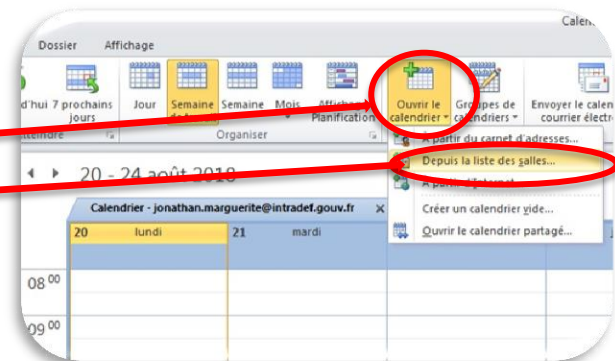 Calen
Dossier Affichage
d'hui 7 prochains jours
Jour
Semaine
Semaine
Mois
Planification
Ouvrir le calendrier
Groupes de calendriers
Envoyer le calen
courrier électr
Organiser
À partir du carnet d'adresses...
Depuis la liste des salles...
Créer un calendrier vide...
Ouvrir le calendrier partagé...
20 - 24 août 2018
Calendrier - jonathan.marguerite@intradef.gouv.fr X
20 lundi 21 mardi
08 00
09 00